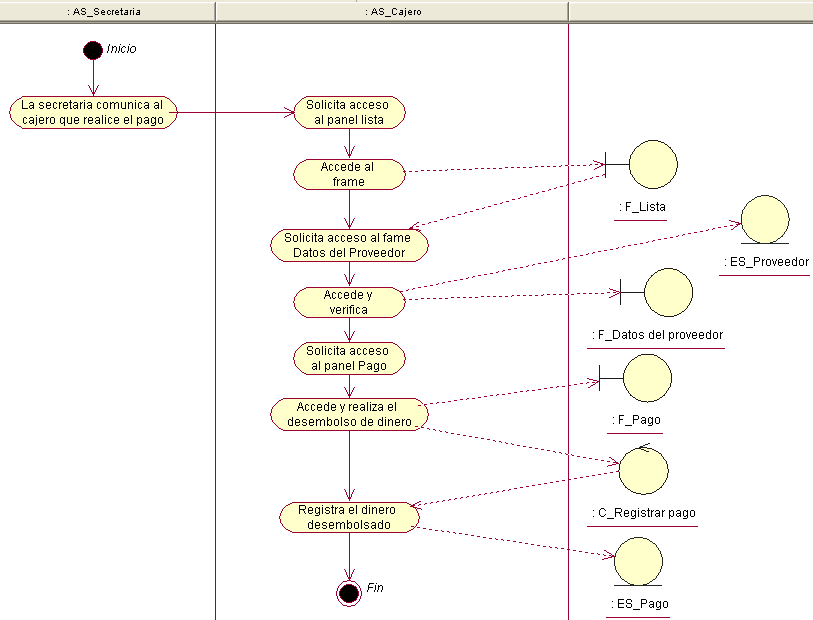 : AS_Secretaria
: AS_Cajero
Inicio
La secretaria comunica al
cajero que realice el pago
Solicita acceso
al panel lista
Accede al
frame
: F_Lista
Solicita acceso al fame
Datos del Proveedor
: ES_Proveedor
Accede y
verifica
: F_Datos del proveedor
Solicita acceso
al panel Pago
Accede y realiza el
desembolso de dinero
: F_Pago
: C_Registrar pago
Registra el dinero
desembolsado
Fin
: ES_Pago